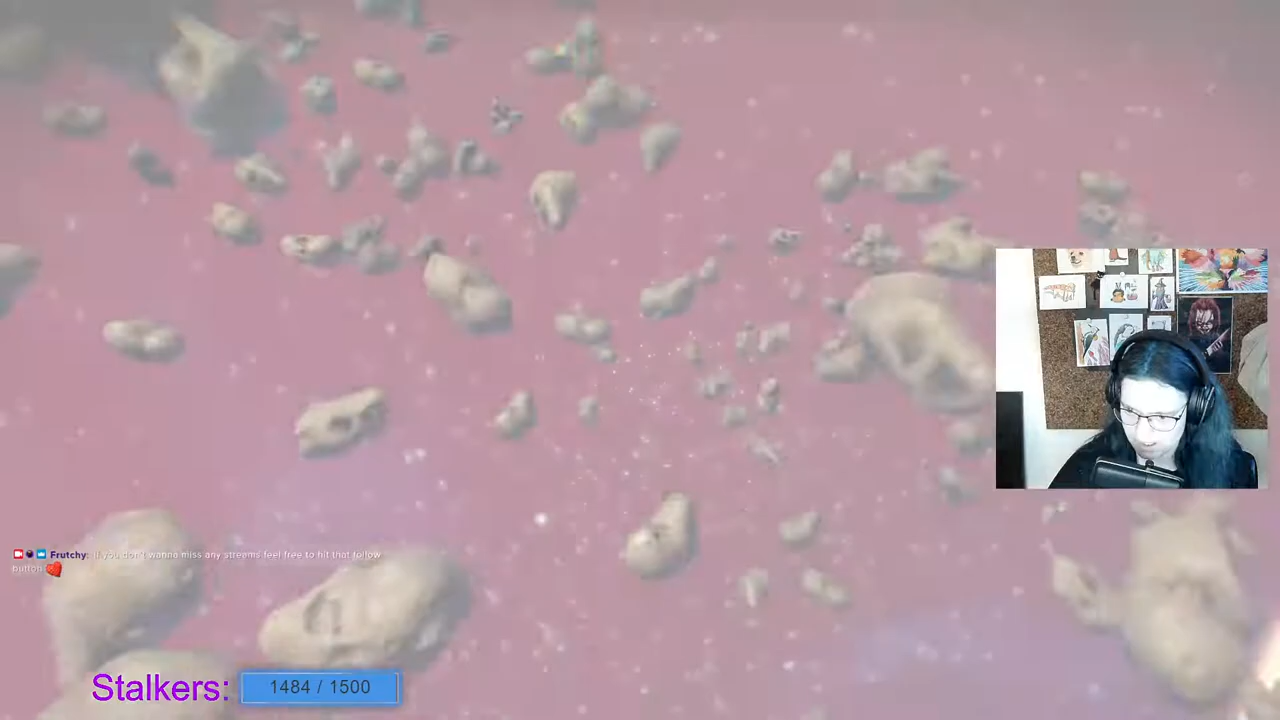 Frutchy: If you don't wanna miss any streams feel free to hit that follow
button
Stalkers: 1484 / 1500